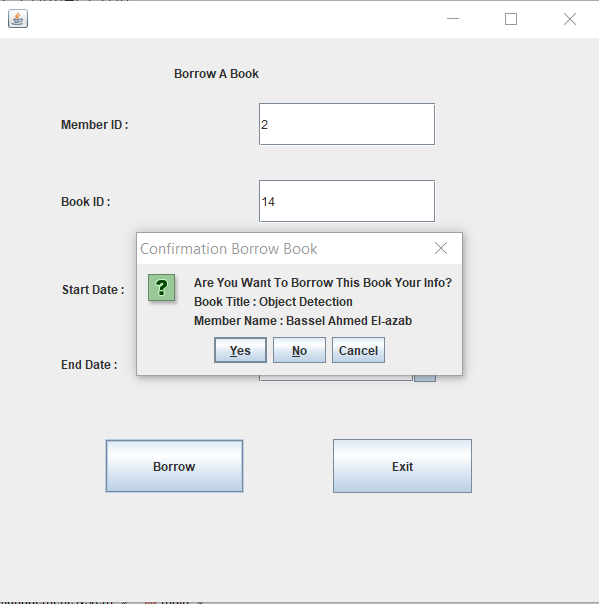 Borrow A Book
Member ID :
2
Book ID :
14
Confirmation Borrow Book
?
Are You Want To Borrow This Book Your Info?
Book Title : Object Detection
Member Name : Bassel Ahmed El-azab
Yes No Cancel
Start Date :
End Date :
Borrow Exit